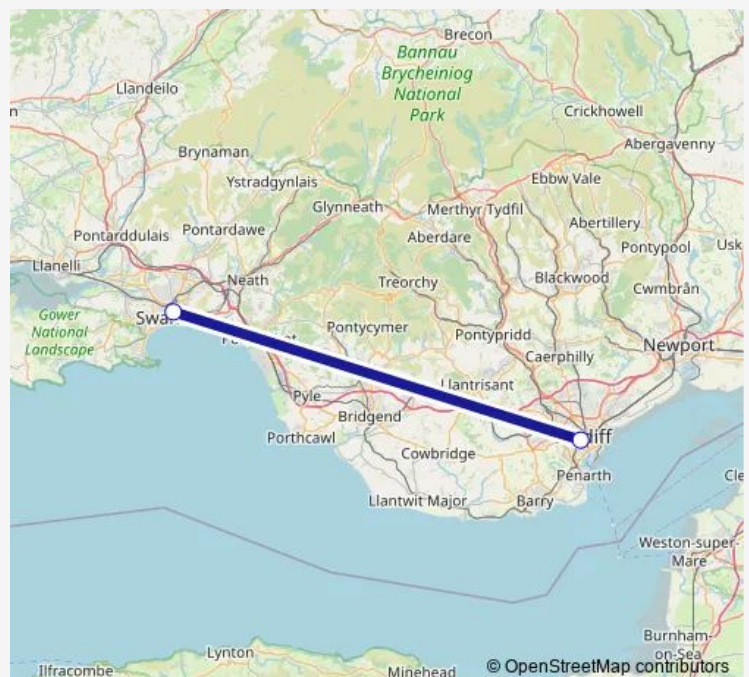 Brecon
Bannau
Brycheiniog
National
Park
Llandeilo
Crickhowell
Abergavenny
Brynaman
Ystradgynlais
Ebbw Vale
Glynneath
Merthyr Tydfil
Abertillery
Pontarddulais
Pontardawe
Aberdare
Pontypool
Usk
Llanelli
Neath
Treorchy
Blackwood
Cwmbrân
Gower
National
Landscape
Pontycymer
Pontypridd
Newport
Caerphilly
Llantrisant
Pyle
Bridgend
Porthcawl
Cowbridge
Penarth
Llantwit Major
Barry
Weston-super-
Mare
Burnham-
on-Sea
Lynton
Ilfracombe
Minehead
© OpenStreetMap contributors